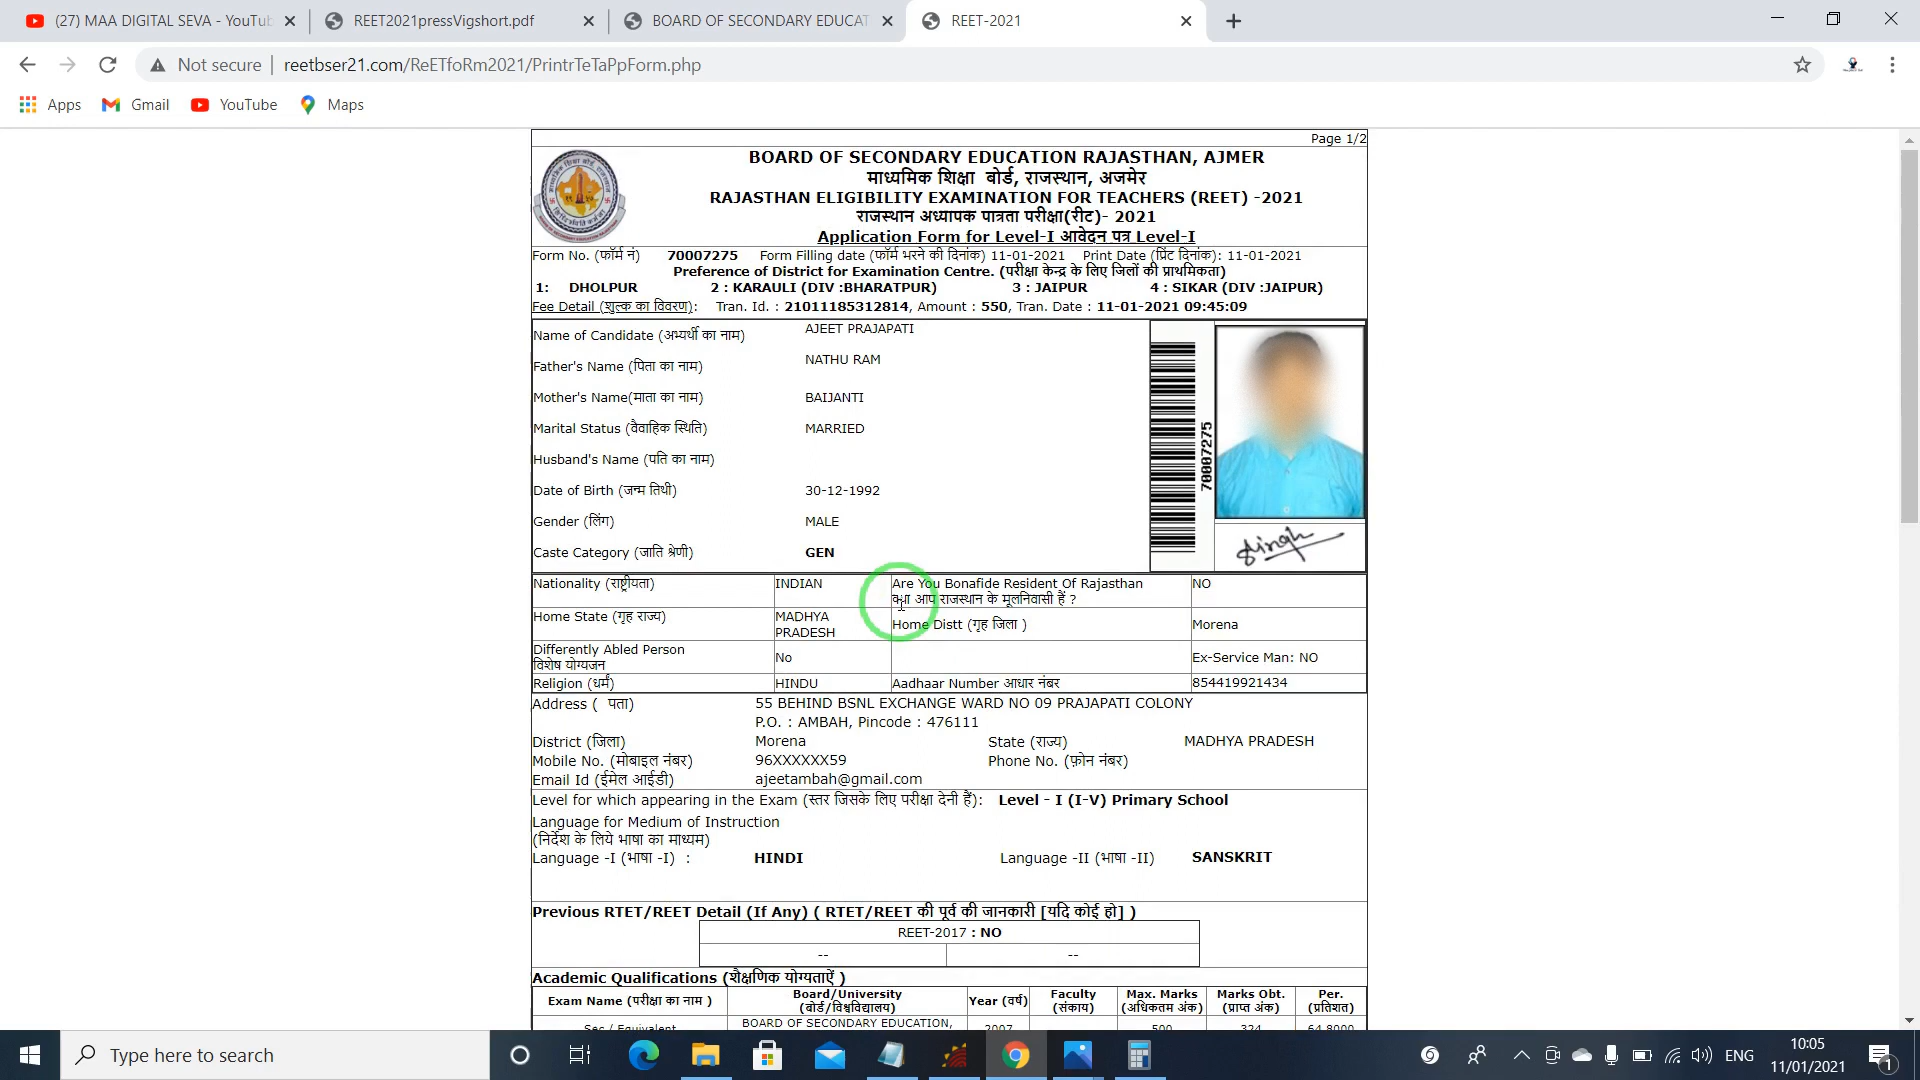 (27) MAA DIGITAL SEVA - YouTub
REET2021pressVigshort.pdf
BOARD OF SECONDARY EDUCAT
REET-2021
Not secure
reetbser21.com/ReETfoRm2021/PrintrTeTaPpForm.php
Apps
Gmail
YouTube
Maps
Page 1/2
BOARD OF SECONDARY EDUCATION RAJASTHAN, AJMER
माध्यमिक शिक्षा बोर्ड, राजस्थान, अजमेर
RAJASTHAN ELIGIBILITY EXAMINATION FOR TEACHERS (REET) -2021
राजस्थान अध्यापक पात्रता परीक्षा(रीट)- 2021
Application Form for Level-I आवेदन पत्र Level-I
Form No. (फॉर्म नं) 70007275 Form Filling date (फॉर्म भरने की दिनांक) 11-01-2021 Print Date (प्रिंट दिनांक): 11-01-2021
Preference of District for Examination Centre. (परीक्षा केन्द्र के लिए जिलों की प्राथमिकता)
1: DHOLPUR 2 : KARAULI (DIV :BHARATPUR) 3 : JAIPUR 4 : SIKAR (DIV :JAIPUR)
Fee Detail (शुल्क का विवरण): Tran. Id. : 21011185312814, Amount : 550, Tran. Date : 11-01-2021 09:45:09
Name of Candidate (अभ्यर्थी का नाम) AJEET PRAJAPATI
Father's Name (पिता का नाम) NATHU RAM
Mother's Name(माता का नाम) BAIJANTI
Marital Status (वैवाहिक स्थिति) MARRIED
Husband's Name (पति का नाम)
Date of Birth (जन्म तिथी) 30-12-1992
Gender (लिंग) MALE
Caste Category (जाति श्रेणी) GEN
70007275
Singh
Nationality (राष्ट्रीयता) INDIAN Are You Bonafide Resident Of Rajasthan NO
क्या आप राजस्थान के मूलनिवासी हैं ?
Home State (गृह राज्य) MADHYA PRADESH Home Distt (गृह जिला ) Morena
Differently Abled Person No Ex-Service Man: NO
विशेष योग्यजन
Religion (धर्म) HINDU Aadhaar Number आधार नंबर 854419921434
Address ( पता) 55 BEHIND BSNL EXCHANGE WARD NO 09 PRAJAPATI COLONY
P.O. : AMBAH, Pincode : 476111
District (जिला) Morena State (राज्य) MADHYA PRADESH
Mobile No. (मोबाइल नंबर) 96XXXXXX59 Phone No. (फ़ोन नंबर)
Email Id (ईमेल आईडी) ajeetambah@gmail.com
Level for which appearing in the Exam (स्तर जिसके लिए परीक्षा देनी हैं): Level - I (I-V) Primary School
Language for Medium of Instruction
(निर्देश के लिये भाषा का माध्यम)
Language -I (भाषा -I) : HINDI Language -II (भाषा -II) SANSKRIT
Previous RTET/REET Detail (If Any) ( RTET/REET की पूर्व की जानकारी [यदि कोई हो] )
REET-2017 : NO
-- --
Academic Qualifications (शैक्षणिक योग्यताऐं )
Exam Name (परीक्षा का नाम ) Board/University (बोर्ड/विश्वविद्यालय) Year (वर्ष) Faculty (संकाय) Max. Marks (अधिकतम अंक) Marks Obt. (प्राप्त अंक) Per. (प्रतिशत)
Sec / Equivalent BOARD OF SECONDARY EDUCATION, 2007 500 324 64.8000
Type here to search
ENG
10:05
11/01/2021
1